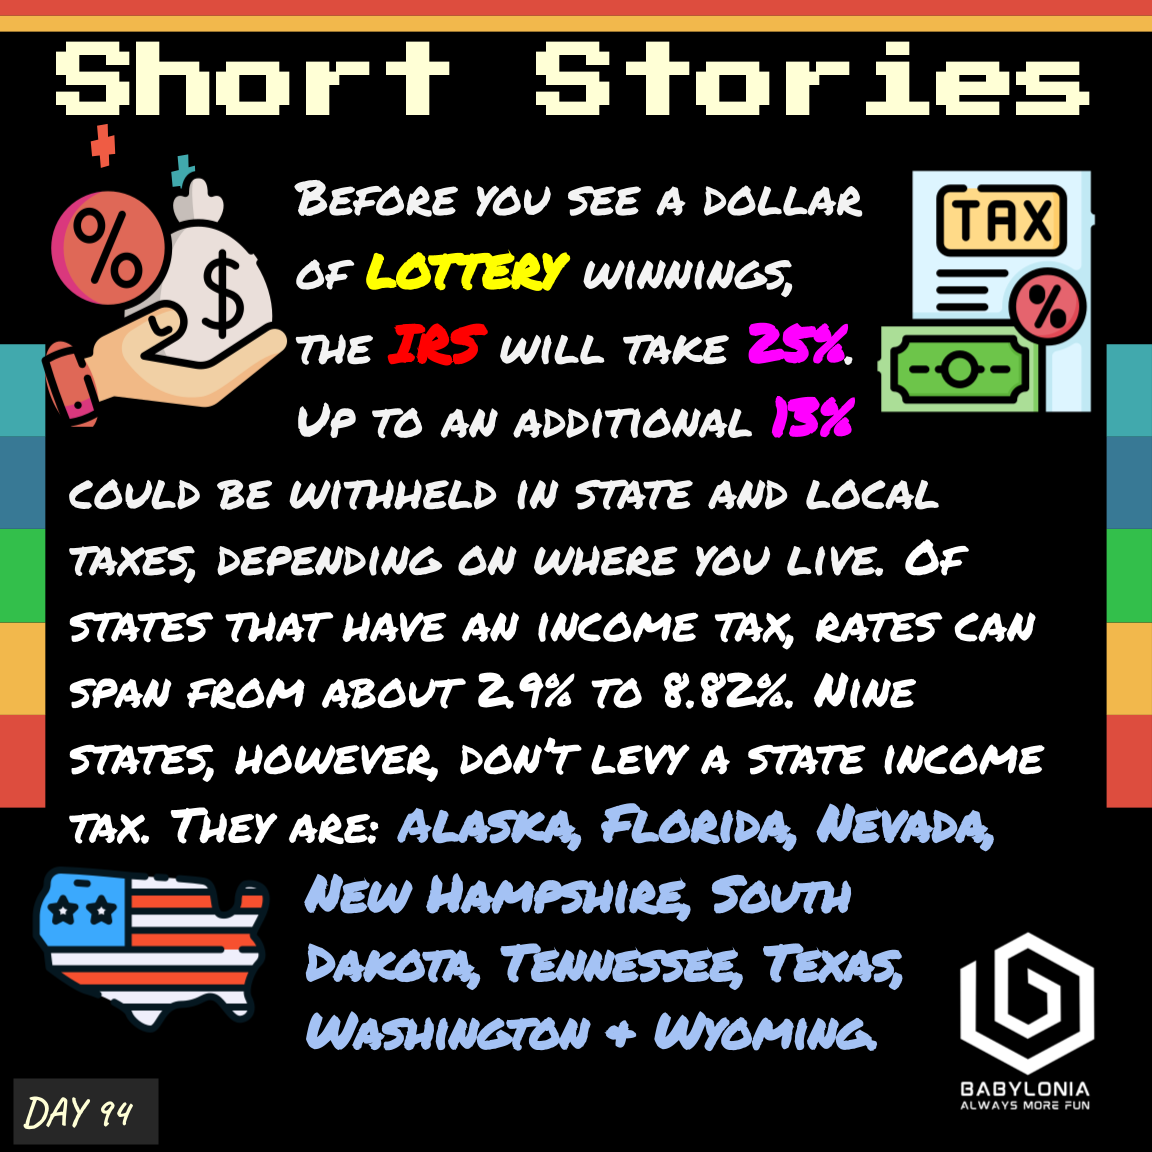 Short Stories
Before you see a dollar
of lottery winnings,
the IRS will take 25%.
Up to an additional 13%
could be withheld in state and local
taxes, depending on where you live. Of
states that have an income tax, rates can
span from about 2.9% to 8.82%. Nine
states, however, don't levy a state income
tax. They are: Alaska, Florida, Nevada,
New Hampshire, South
Dakota, Tennessee, Texas,
Washington & Wyoming.
%
$
TAX
%
BABYLONIA
ALWAYS MORE FUN
DAY 94